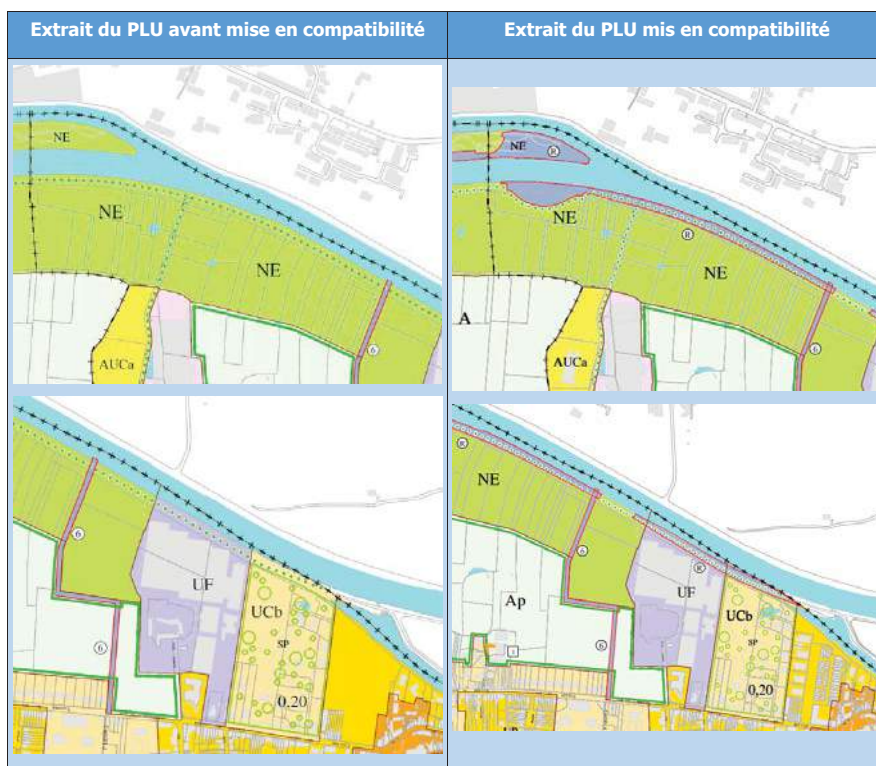 Extrait du PLU avant mise en compatibilité
Extrait du PLU mis en compatibilité
NE
NE
NE
AUCa
6
NE
R
NE
R
NE
A
AUCa
6
6
UF
UCb
SP
0,20
6
R
NE
6
R
UF
Ap
UCb
SP
6
1
0,20